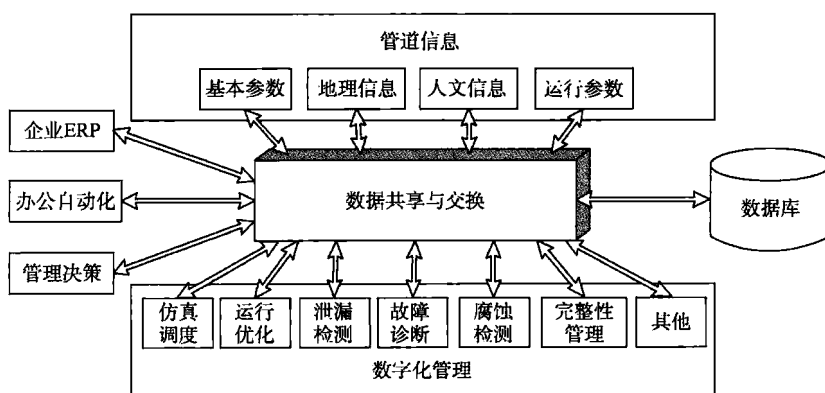 管道信息
基本参数
地理信息
人文信息
运行参数
企业ERP
办公自动化
管理决策
数据共享与交换
数据库
仿真
调度
运行
优化
泄漏
检测
故障
诊断
腐蚀
检测
完整性
管理
其他
数字化管理